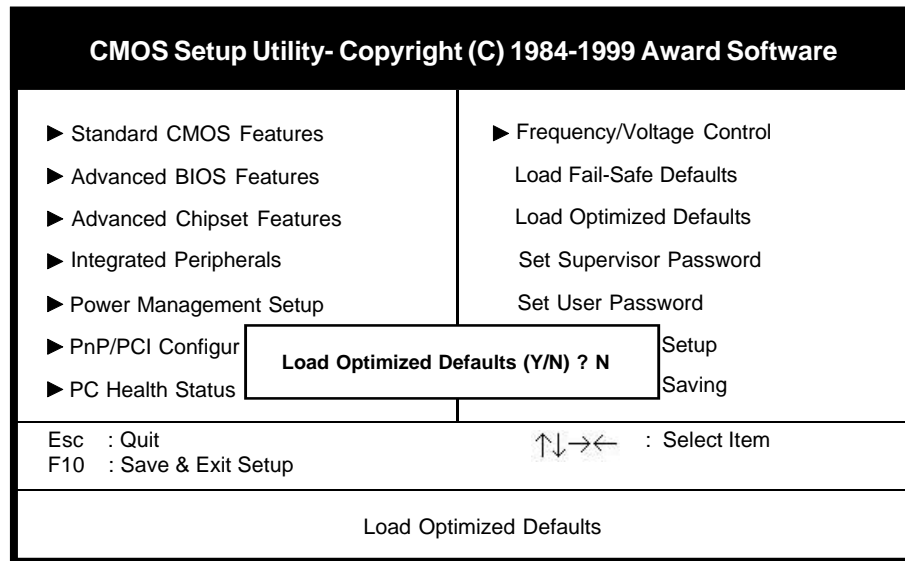 CMOS Setup Utility- Copyright (C) 1984-1999 Award Software
▶ Standard CMOS Features
▶ Advanced BIOS Features
▶ Advanced Chipset Features
▶ Integrated Peripherals
▶ Power Management Setup
▶ PnP/PCI Configur
▶ PC Health Status
▶ Frequency/Voltage Control
Load Fail-Safe Defaults
Load Optimized Defaults
Set Supervisor Password
Set User Password
Setup
Saving
Load Optimized Defaults (Y/N) ? N
Esc : Quit
F10 : Save & Exit Setup
↑↓→← : Select Item
Load Optimized Defaults